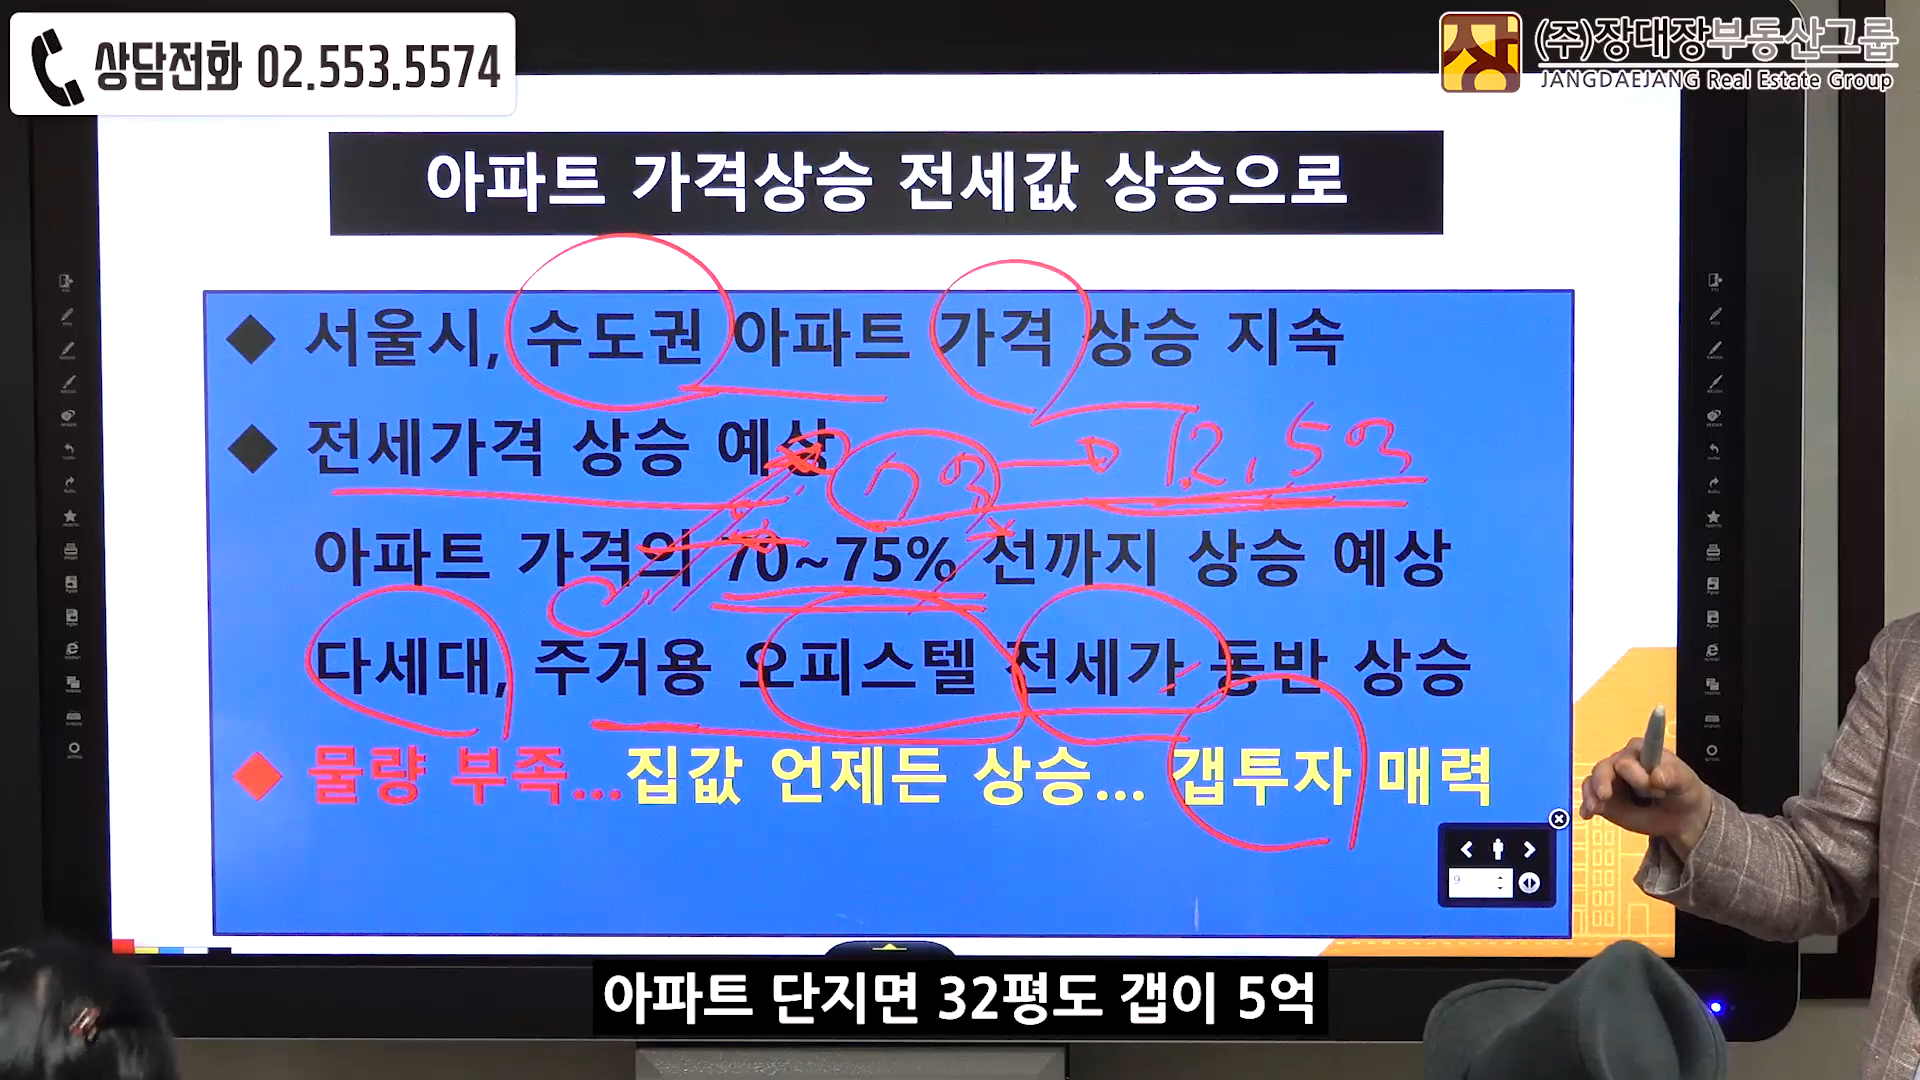 상담전화 02.553.5574
(주)장대장부동산그룹
JANGDAEJANG Real Estate Group
아파트 가격상승 전세값 상승으로
서울시, 수도권 아파트 가격 상승 지속
전세가격 상승 예상
7억 → 12.5억
아파트 가격의 70~75% 선까지 상승 예상
다세대, 주거용 오피스텔 전세가 동반 상승
물량 부족...집값 언제든 상승... 갭투자 매력
9
아파트 단지면 32평도 갭이 5억